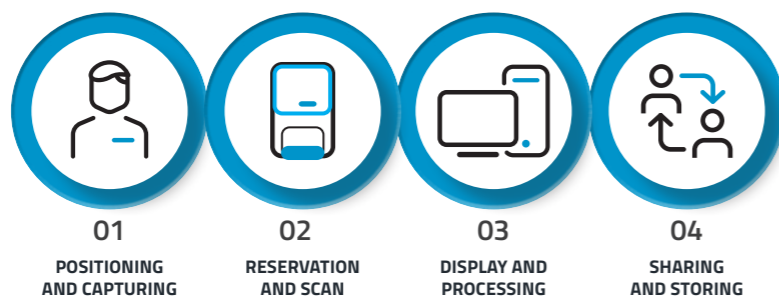 01
POSITIONING
AND CAPTURING
02
RESERVATION
AND SCAN
03
DISPLAY AND
PROCESSING
04
SHARING
AND STORING